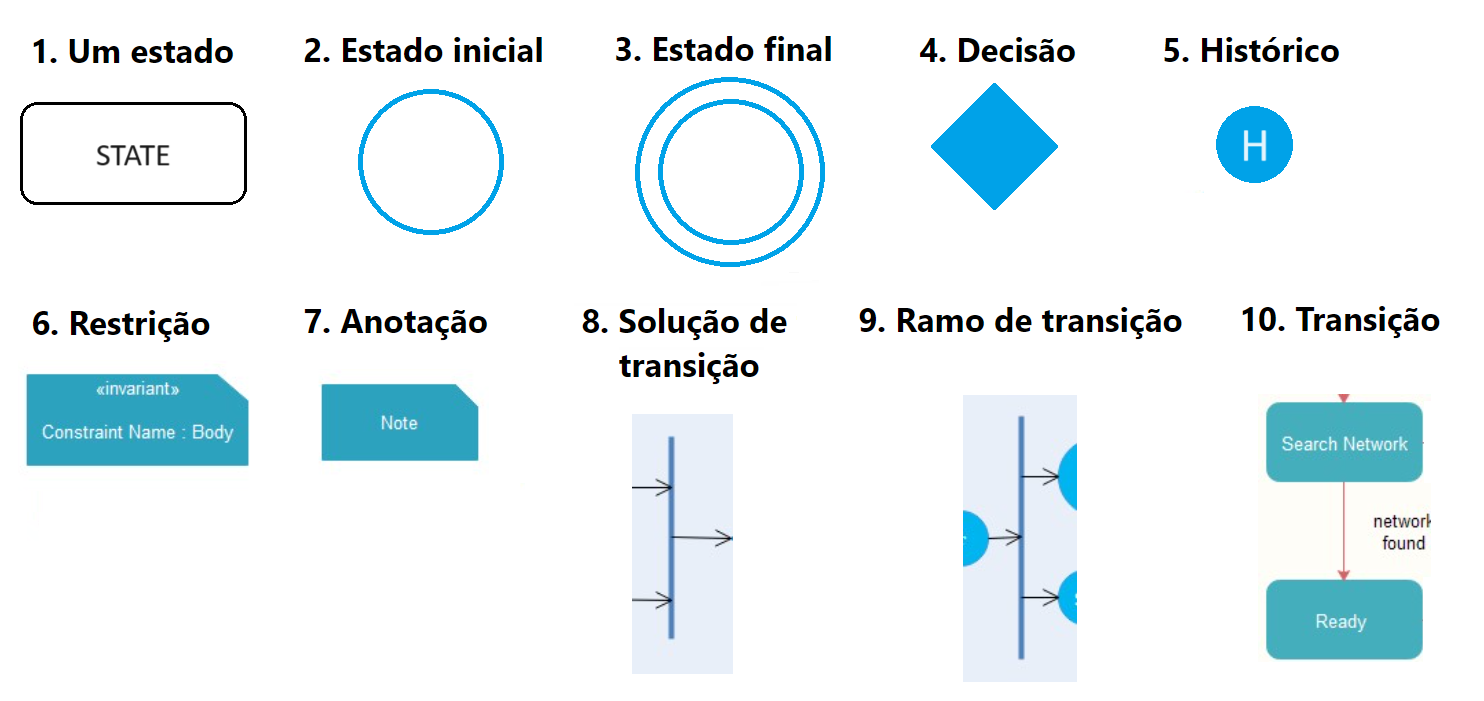 1. Um estado
2. Estado inicial
3. Estado final
4. Decisão
5. Histórico
STATE
H
6. Restrição
7. Anotação
8. Solução de
transição
9. Ramo de transição
10. Transição
«invariant»
Constraint Name : Body
Note
Search Network
network
found
Ready